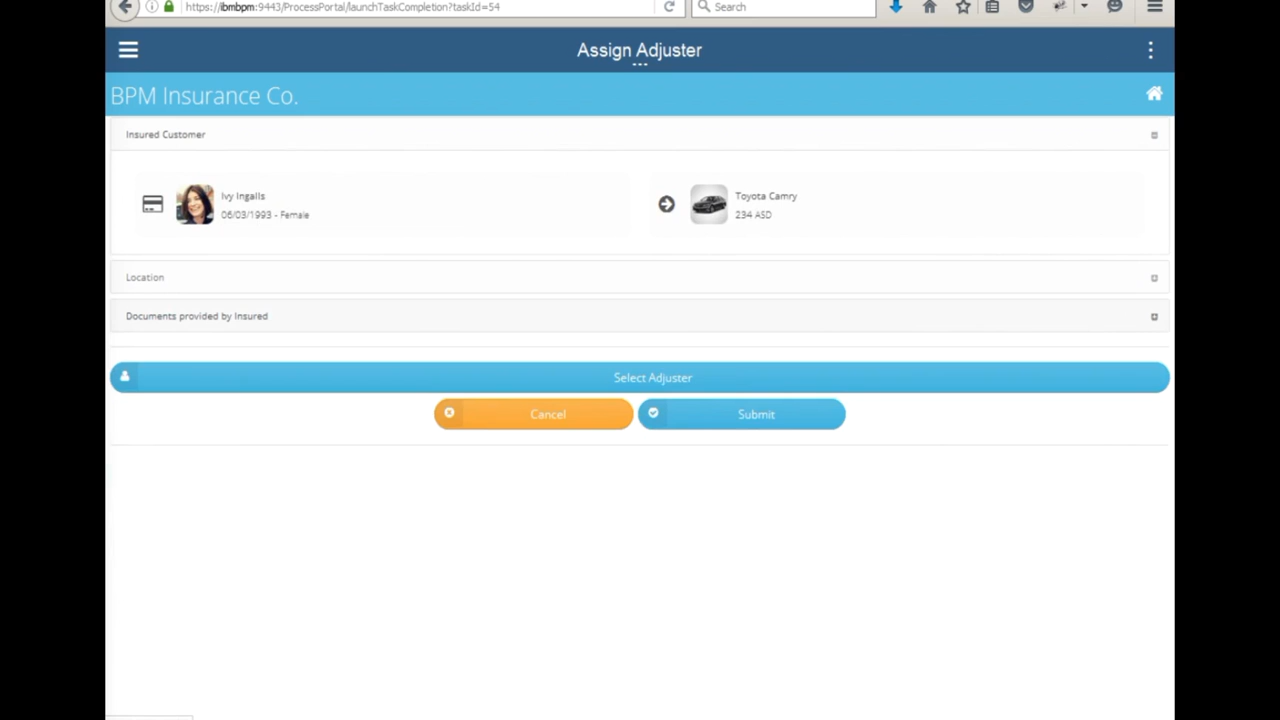 https://ibmbpm:9443/ProcessPortal/launchTaskCompletion?taskId=54
Search
Assign Adjuster
BPM Insurance Co.
Insured Customer
Ivy Ingalls
06/03/1993 - Female
Toyota Camry
234 ASD
Location
Documents provided by Insured
Select Adjuster
Cancel
Submit